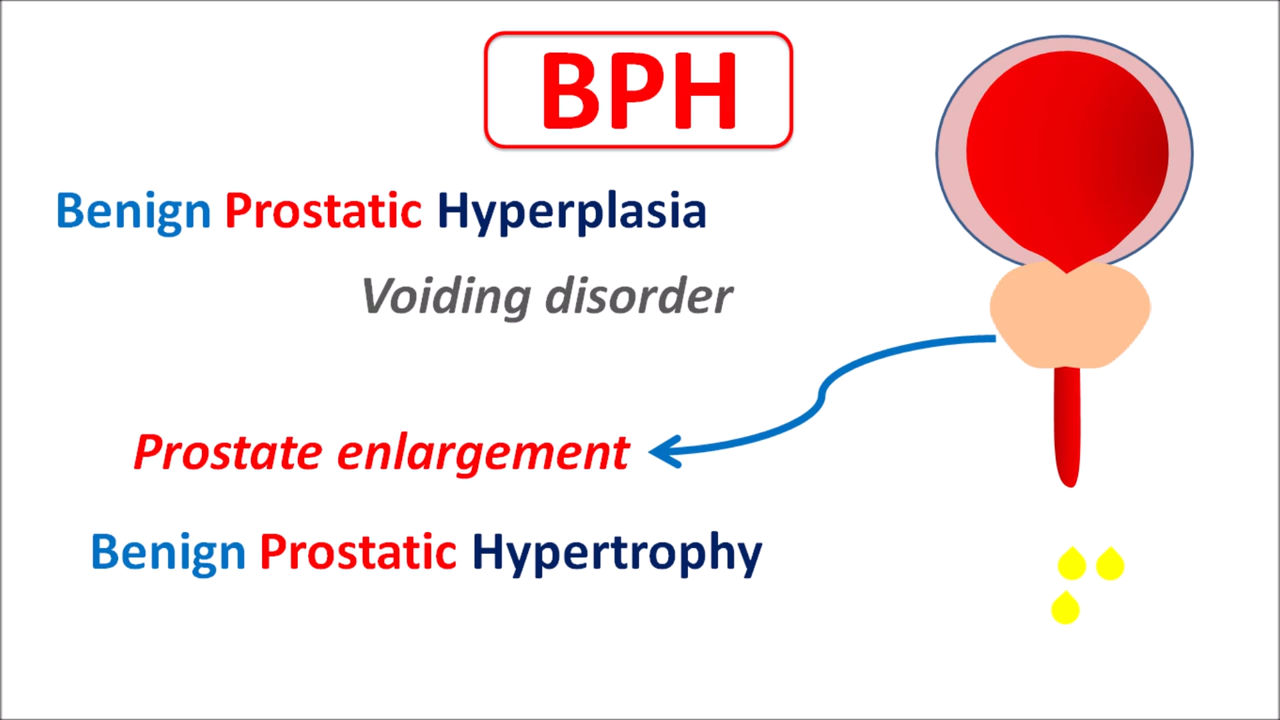 BPH
Benign Prostatic Hyperplasia
Voiding disorder
Prostate enlargement
Benign Prostatic Hypertrophy